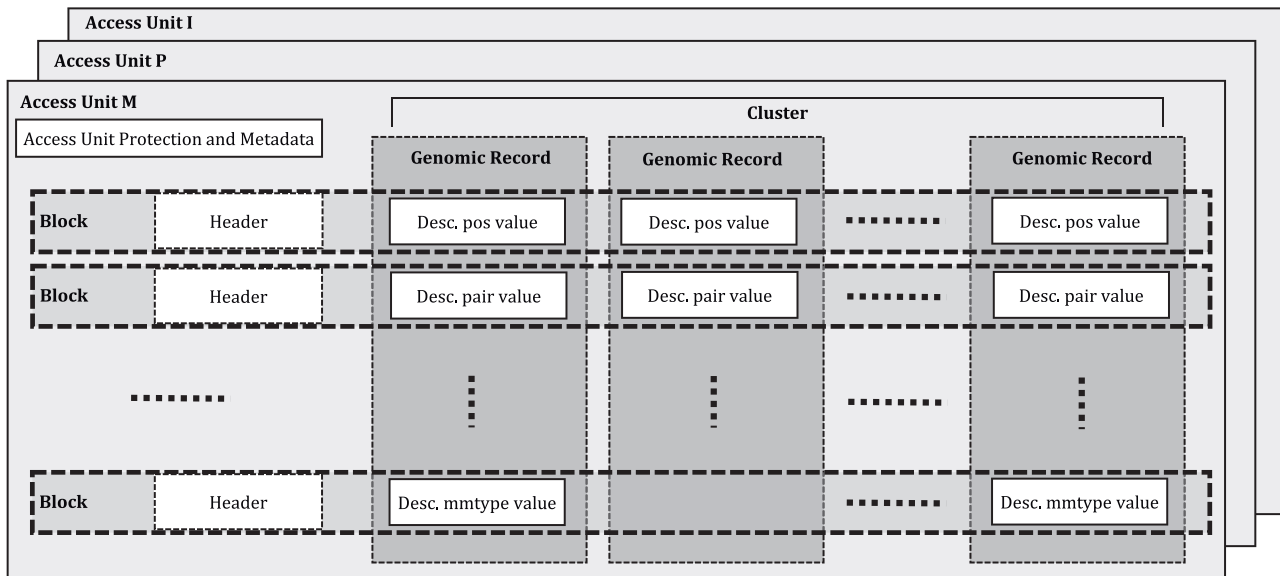 Access Unit I
Access Unit P
Access Unit M
Cluster
Access Unit Protection and Metadata
Genomic Record Genomic Record Genomic Record
Block Header Desc. pos value Desc. pos value Desc. pos value
Block Header Desc. pair value Desc. pair value Desc. pair value
Block Header Desc. mmtype value Desc. mmtype value